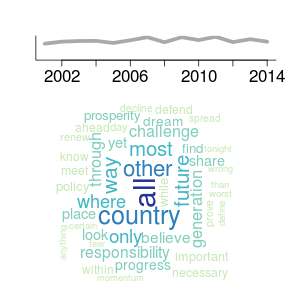 2002 2006 2010 2014
decline defend
prosperity dream spread
ahead day challenge
renew yet most find tonight
know through other share wrong
meet way all while future than
policy where generation worst
place country prove define
certain look only believe
anything fear responsibility important
within progress necessary
momentum